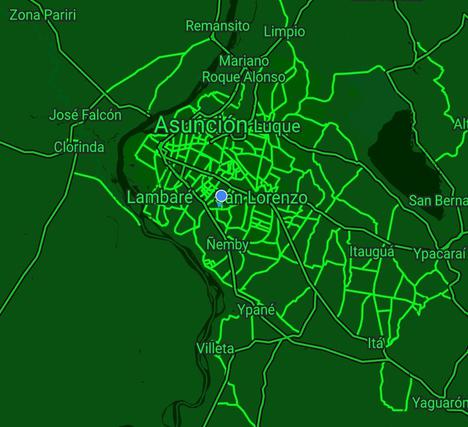 Zona Pariri
Remansito
Limpio
Mariano
Roque Alonso
José Falcón
Asunción
Luque
Clorinda
Lambaré
San Lorenzo
San Berna
Ñemby
Itauguá
Ypacaraí
Ypané
Villeta
Itá
Yaguarón